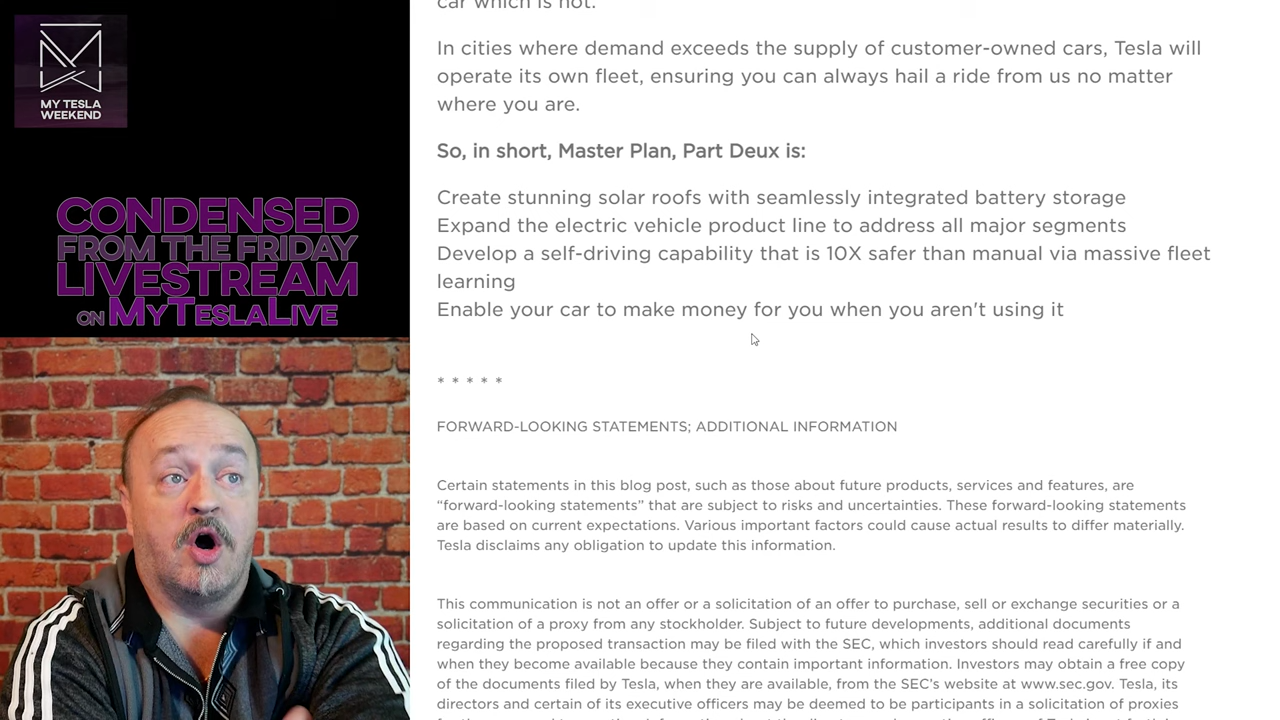 MY TESLA
WEEKEND
CONDENSED
FROM THE FRIDAY
LIVESTREAM
ON MYTESLALIVE
car which is not.
In cities where demand exceeds the supply of customer-owned cars, Tesla will
operate its own fleet, ensuring you can always hail a ride from us no matter
where you are.
So, in short, Master Plan, Part Deux is:
Create stunning solar roofs with seamlessly integrated battery storage
Expand the electric vehicle product line to address all major segments
Develop a self-driving capability that is 10X safer than manual via massive fleet
learning
Enable your car to make money for you when you aren't using it
* * * * *
FORWARD-LOOKING STATEMENTS; ADDITIONAL INFORMATION
Certain statements in this blog post, such as those about future products, services and features, are
“forward-looking statements” that are subject to risks and uncertainties. These forward-looking statements
are based on current expectations. Various important factors could cause actual results to differ materially.
Tesla disclaims any obligation to update this information.
This communication is not an offer or a solicitation of an offer to purchase, sell or exchange securities or a
solicitation of a proxy from any stockholder. Subject to future developments, additional documents
regarding the proposed transaction may be filed with the SEC, which investors should read carefully if and
when they become available because they contain important information. Investors may obtain a free copy
of the documents filed by Tesla, when they are available, from the SEC’s website at www.sec.gov. Tesla, its
directors and certain of its executive officers may be deemed to be participants in a solicitation of proxies